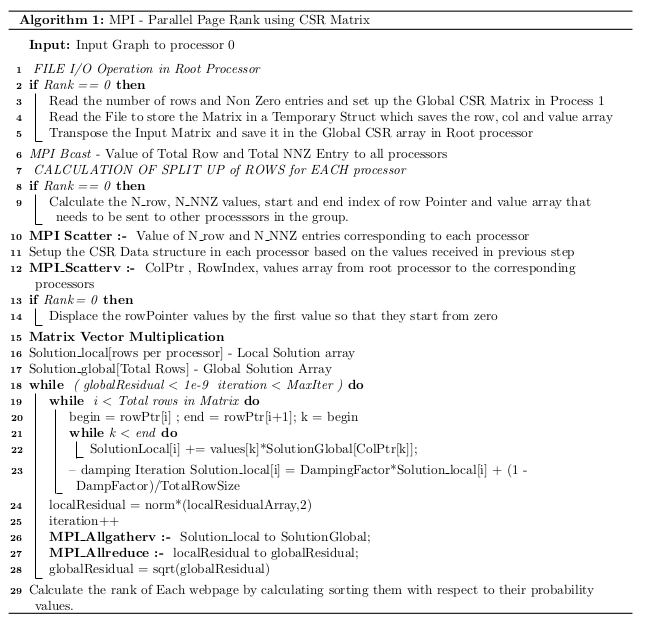 Algorithm 1: MPI - Parallel Page Rank using CSR Matrix
Input: Input Graph to processor 0
1 FILE I/O Operation in Root Processor
2 if Rank == 0 then
3 Read the number of rows and Non Zero entries and set up the Global CSR Matrix in Process 1
4 Read the File to store the Matrix in a Temporary Struct which saves the row, col and value array
5 Transpose the Input Matrix and save it in the Global CSR array in Root processor
6 MPI Bcast - Value of Total Row and Total NNZ Entry to all processors
7 CALCULATION OF SPLIT UP of ROWS for EACH processor
8 if Rank == 0 then
9 Calculate the N_row, N_NNZ values, start and end index of row Pointer and value array that
needs to be sent to other processsors in the group.
10 MPI Scatter :- Value of N_row and N_NNZ entries corresponding to each processor
11 Setup the CSR Data structure in each processor based on the values received in previous step
12 MPI_Scatterv :- ColPtr , RowIndex, values array from root processor to the corresponding
processors
13 if Rank = 0 then
14 Displace the rowPointer values by the first value so that they start from zero
15 Matrix Vector Multiplication
16 Solution_local[rows per processor] - Local Solution array
17 Solution_global[Total Rows] - Global Solution Array
18 while ( globalResidual < 1e-9 iteration < MaxIter ) do
19 while i < Total rows in Matrix do
20 begin = rowPtr[i] ; end = rowPtr[i+1]; k = begin
21 while k < end do
22 SolutionLocal[i] += values[k]*SolutionGlobal[ColPtr[k]];
23 – damping Iteration Solution_local[i] = DampingFactor*Solution_local[i] + (1 -
DampFactor)/TotalRowSize
24 localResidual = norm*(localResidualArray,2)
25 iteration++
26 MPI_Allgatherv :- Solution_local to SolutionGlobal;
27 MPI_Allreduce :- localResidual to globalResidual;
28 globalResidual = sqrt(globalResidual)
29 Calculate the rank of Each webpage by calculating sorting them with respect to their probability
values.